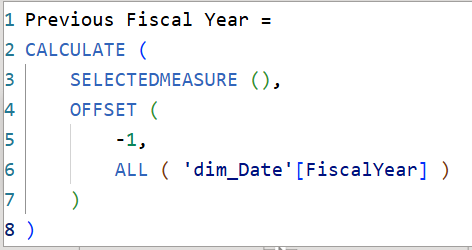 1 Previous Fiscal Year =
2 CALCULATE (
3     SELECTEDMEASURE (),
4     OFFSET (
5         -1,
6         ALL ( 'dim_Date'[FiscalYear] )
7     )
8 )